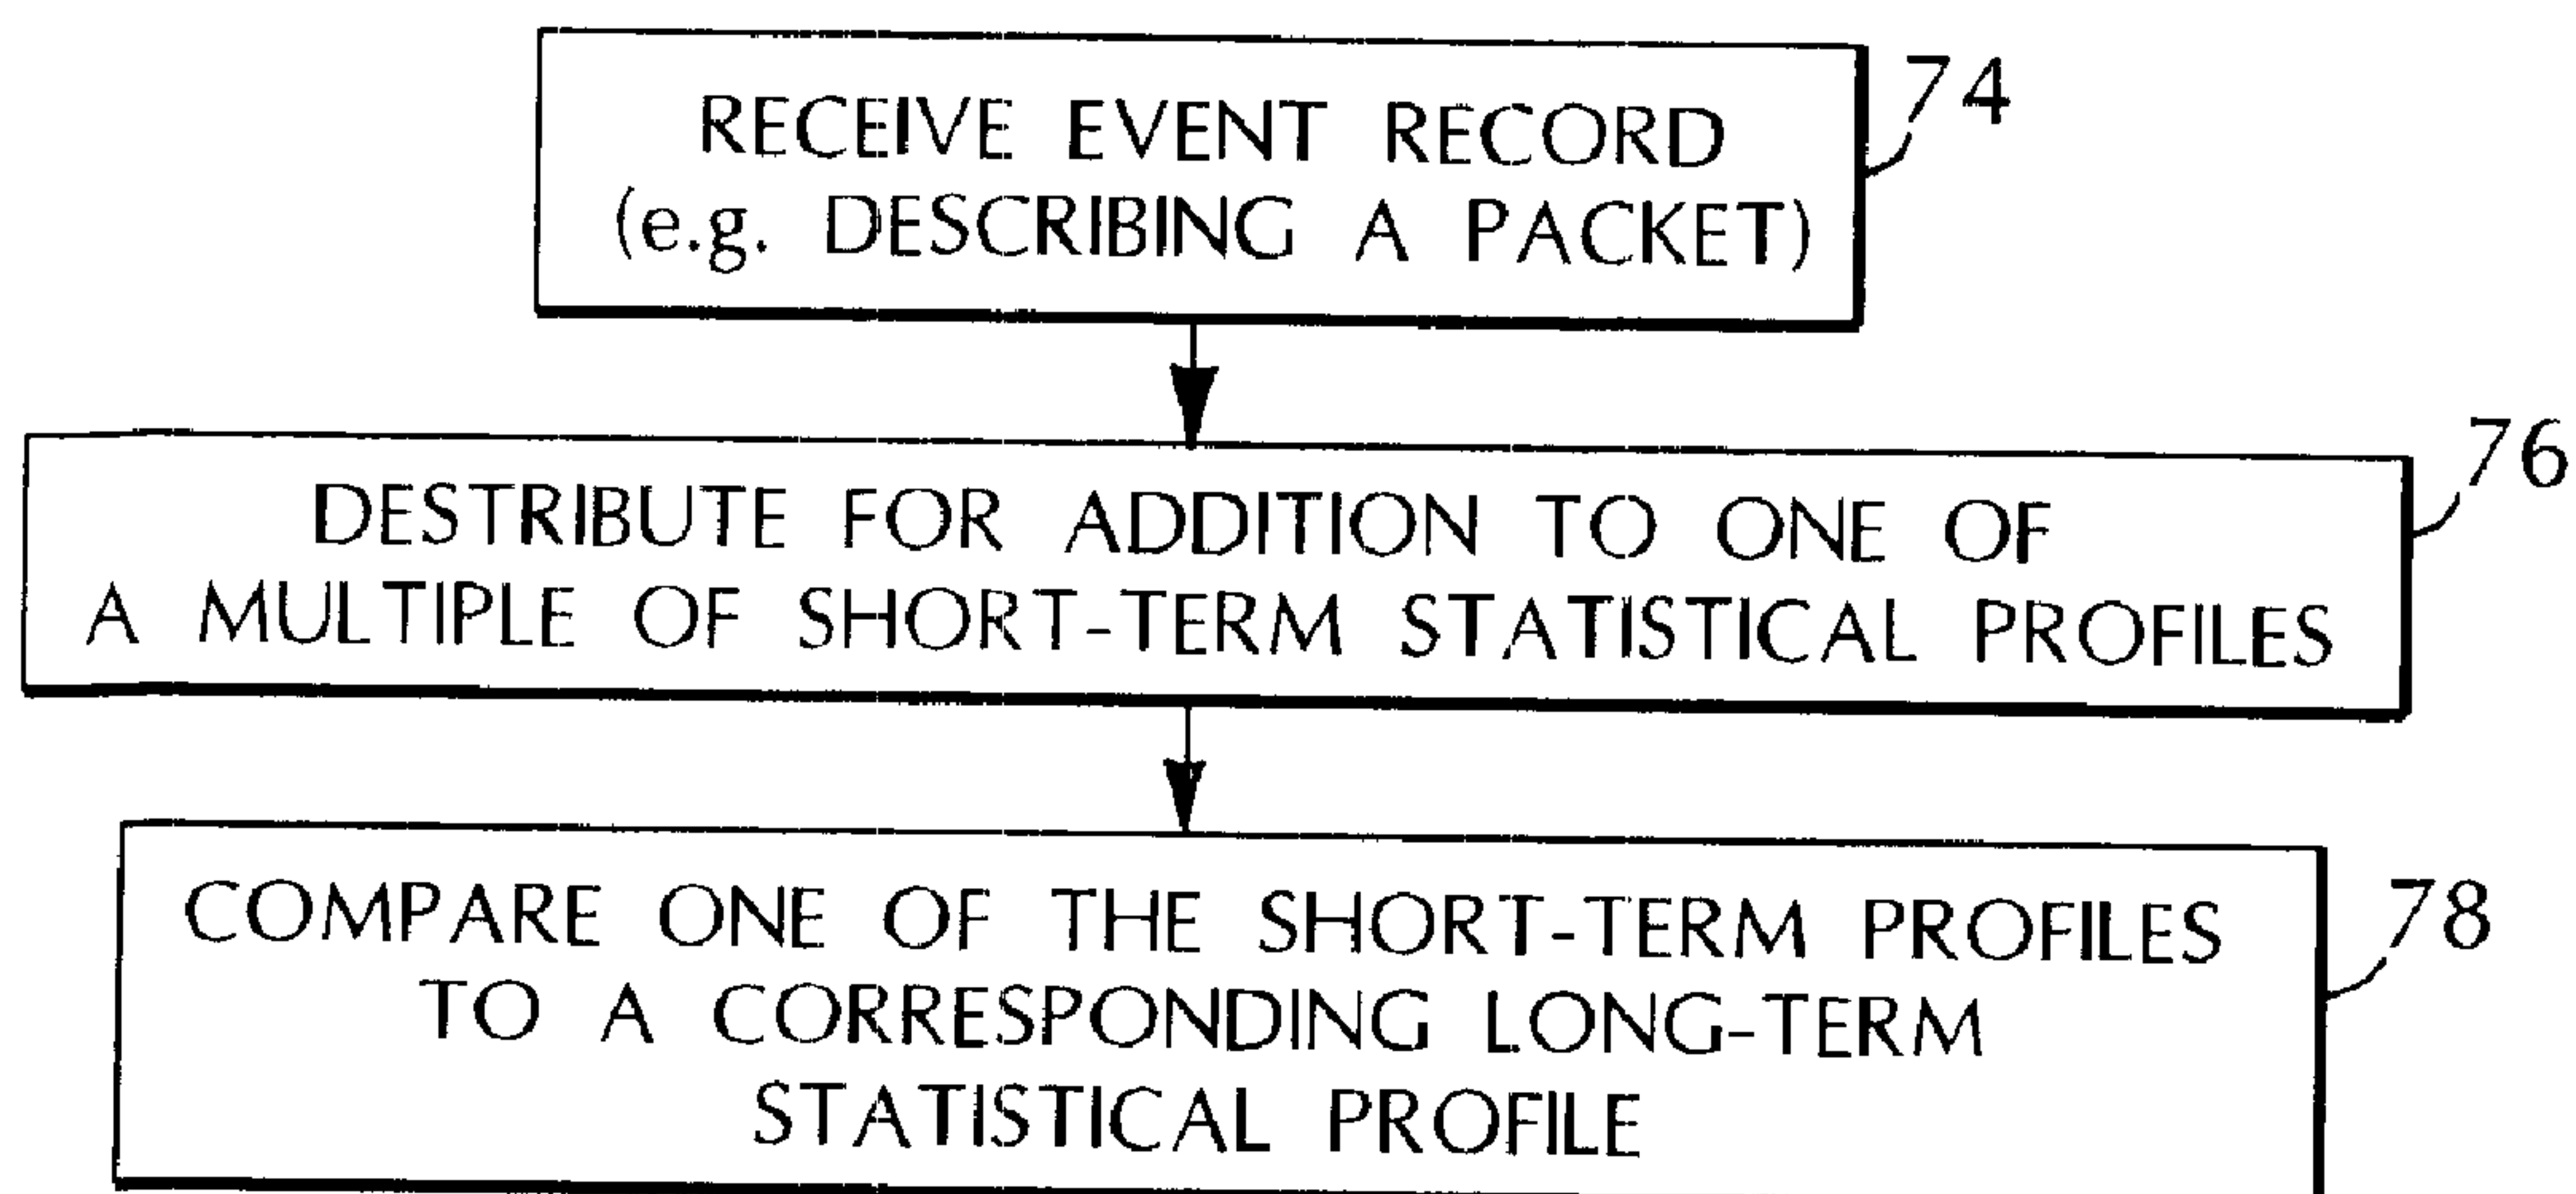 RECEIVE EVENT RECORD
(e.g. DESCRIBING A PACKET)
74
DESTRIBUTE FOR ADDITION TO ONE OF
A MULTIPLE OF SHORT-TERM STATISTICAL PROFILES
76
COMPARE ONE OF THE SHORT-TERM PROFILES
TO A CORRESPONDING LONG-TERM
STATISTICAL PROFILE
78